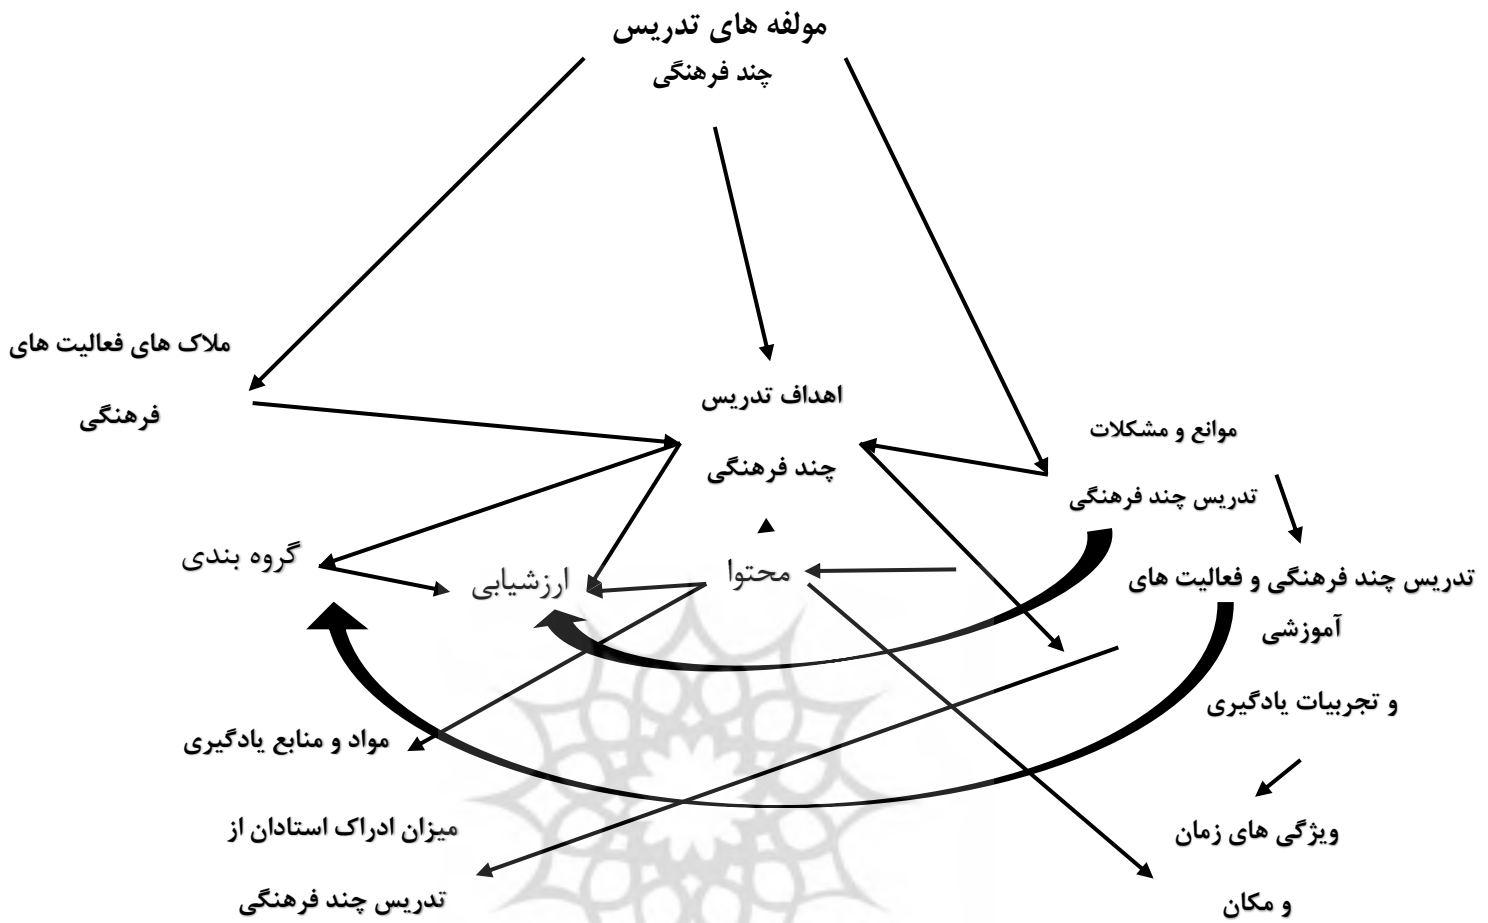 مولفه های تدریس
چند فرهنگی
ملاک های فعالیت های
فرهنگی
اهداف تدریس
چند فرهنگی
موانع و مشکلات
تدریس چند فرهنگی
گروه بندی
ارزشیابی
محتوا
تدریس چند فرهنگی و فعالیت های
آموزشی
و تجربیات یادگیری
مواد و منابع یادگیری
میزان ادراک استادان از
تدریس چند فرهنگی
ویژگی های زمان
و مکان